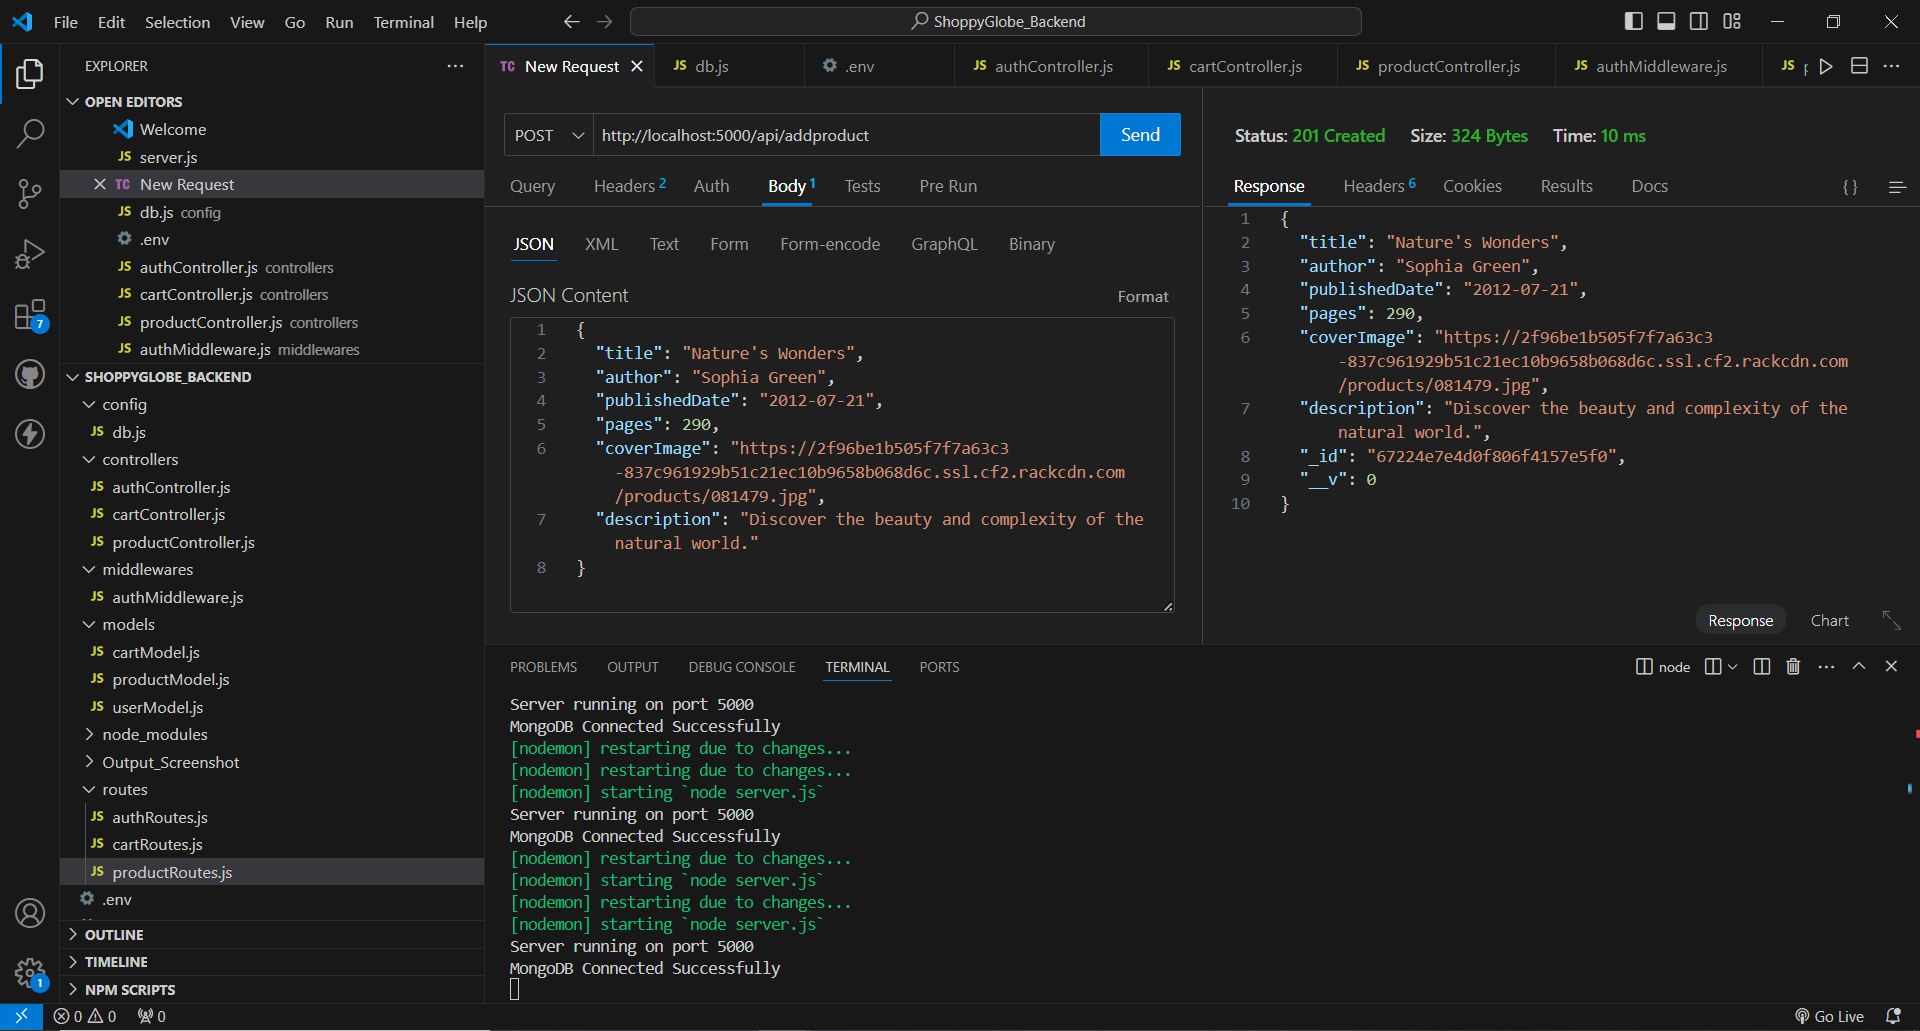 File Edit Selection View Go Run Terminal Help
ShoppyGlobe_Backend
EXPLORER
OPEN EDITORS
Welcome
JS server.js
TC New Request
JS db.js config
.env
JS authController.js controllers
JS cartController.js controllers
JS productController.js controllers
JS authMiddleware.js middlewares
SHOPPYGLOBE_BACKEND
config
JS db.js
controllers
JS authController.js
JS cartController.js
JS productController.js
middlewares
JS authMiddleware.js
models
JS cartModel.js
JS productModel.js
JS userModel.js
node_modules
Output_Screenshot
routes
JS authRoutes.js
JS cartRoutes.js
JS productRoutes.js
.env
OUTLINE
TIMELINE
NPM SCRIPTS
7
1
TC New Request JS db.js .env JS authController.js JS cartController.js JS productController.js JS authMiddleware.js JS
POST http://localhost:5000/api/addproduct Send
Query Headers 2 Auth Body 1 Tests Pre Run
JSON XML Text Form Form-encode GraphQL Binary
JSON Content Format
1 {
2 "title": "Nature's Wonders",
3 "author": "Sophia Green",
4 "publishedDate": "2012-07-21",
5 "pages": 290,
6 "coverImage": "https://2f96be1b505f7f7a63c3
-837c961929b51c21ec10b9658b068d6c.ssl.cf2.rackcdn.com
/products/081479.jpg",
7 "description": "Discover the beauty and complexity of the
natural world."
8 }
Status: 201 Created Size: 324 Bytes Time: 10 ms
Response Headers 6 Cookies Results Docs { }
1 {
2 "title": "Nature's Wonders",
3 "author": "Sophia Green",
4 "publishedDate": "2012-07-21",
5 "pages": 290,
6 "coverImage": "https://2f96be1b505f7f7a63c3
-837c961929b51c21ec10b9658b068d6c.ssl.cf2.rackcdn.com
/products/081479.jpg",
7 "description": "Discover the beauty and complexity of the
natural world.",
8 "_id": "67224e7e4d0f806f4157e5f0",
9 "__v": 0
10 }
Response Chart
PROBLEMS OUTPUT DEBUG CONSOLE TERMINAL PORTS node
Server running on port 5000
MongoDB Connected Successfully
[nodemon] restarting due to changes...
[nodemon] restarting due to changes...
[nodemon] starting `node server.js`
Server running on port 5000
MongoDB Connected Successfully
[nodemon] restarting due to changes...
[nodemon] starting `node server.js`
[nodemon] restarting due to changes...
[nodemon] starting `node server.js`
Server running on port 5000
MongoDB Connected Successfully
0 0 0 Go Live